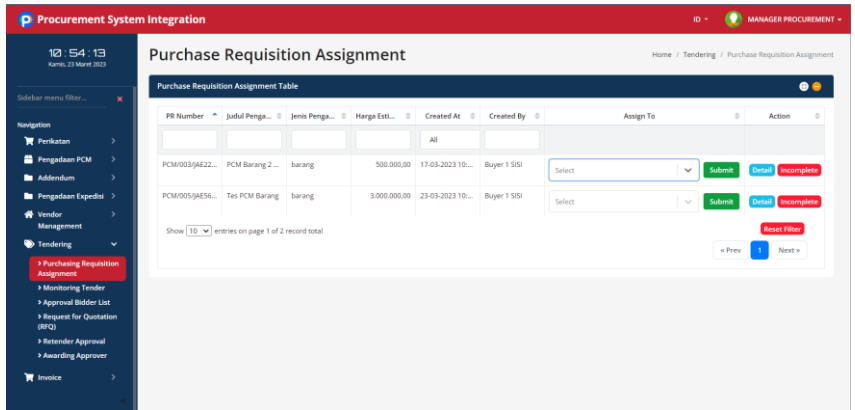 Procurement System Integration
ID
MANAGER PROCUREMENT
10:54:13
Kamis, 23 Maret 2023
Sidebar menu filter...
Navigation
Perikatan
Pengadaan PCM
Addendum
Pengadaan Expedisi
Vendor
Management
Tendering
Purchasing Requisition
Assignment
Monitoring Tender
Approval Bidder List
Request for Quotation
(RFQ)
Retender Approval
Awarding Approver
Invoice
Purchase Requisition Assignment
Home / Tendering / Purchase Requisition Assignment
Purchase Requisition Assignment Table
PR Number Judul Penga... Jenis Penga... Harga Esti... Created At Created By Assign To Action
All
PCM/003/JAE22... PCM Barang 2 ... barang 500.000,00 17-03-2023 10:... Buyer 1 SISI Select Submit Detail Incomplete
PCM/005/JAE56... Tes PCM Barang barang 3.000.000,00 23-03-2023 10:... Buyer 1 SISI Select Submit Detail Incomplete
Show 10 entries on page 1 of 2 record total
Reset Filter
« Prev 1 Next »